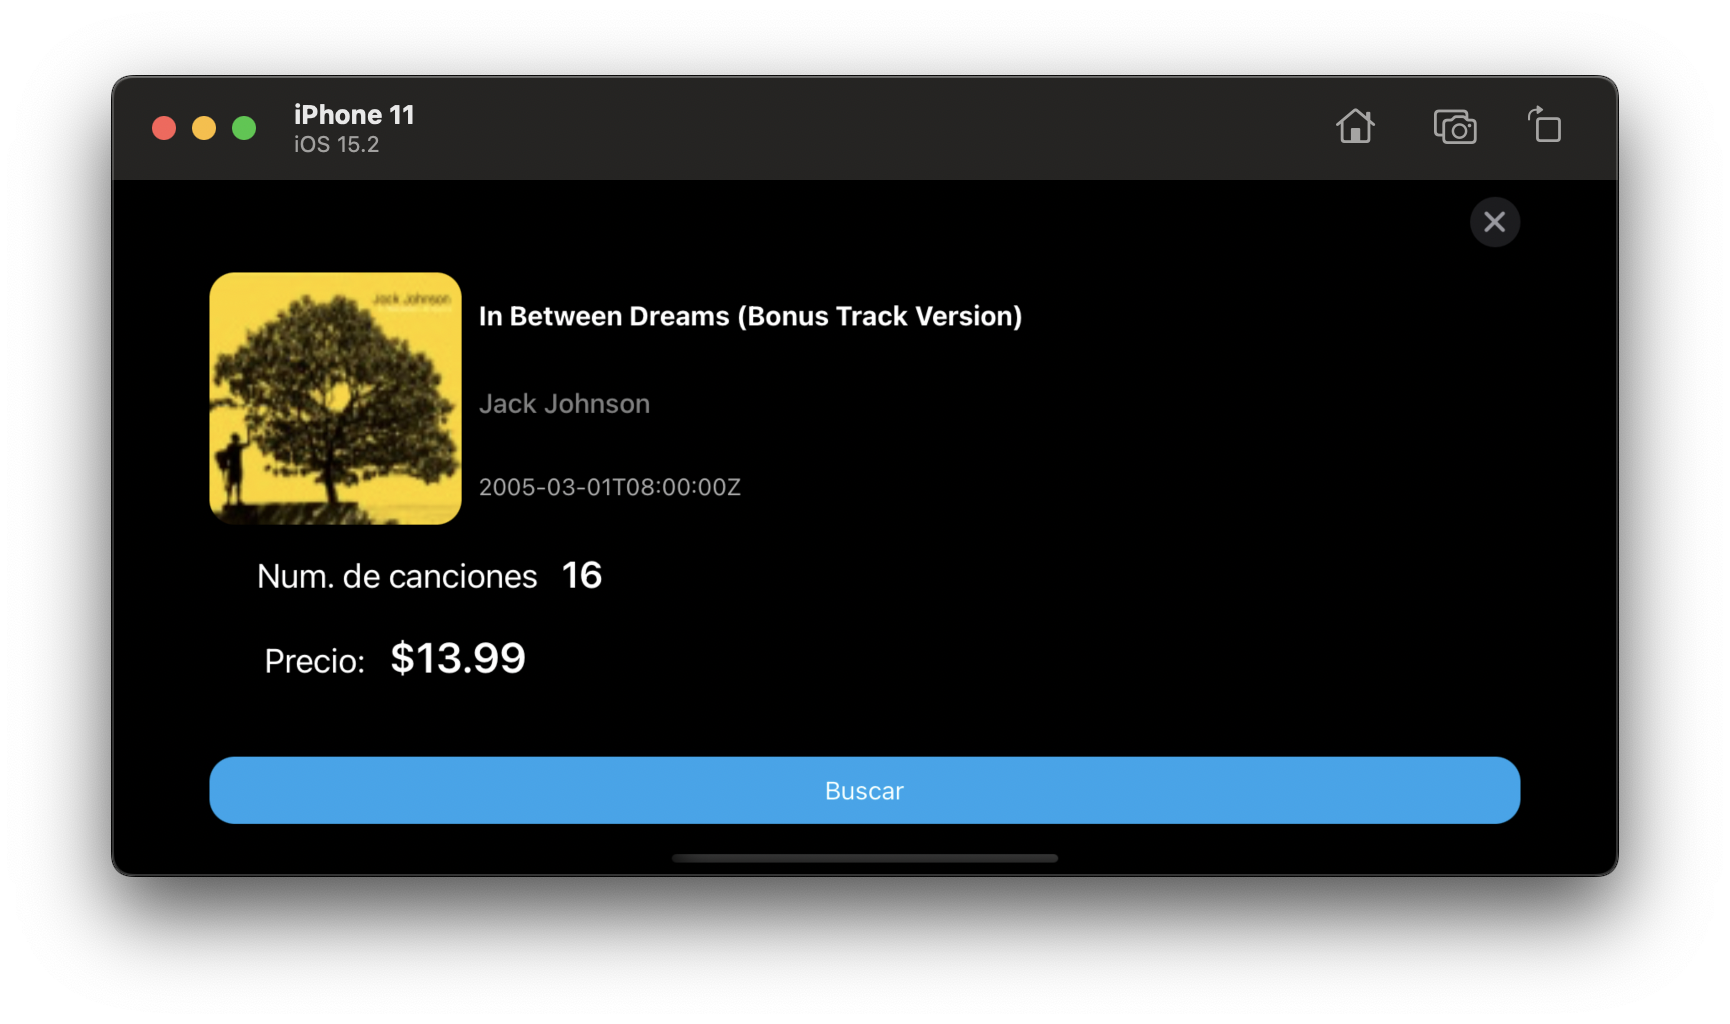 iPhone 11
iOS 15.2
Jack Johnson
In Between Dreams (Bonus Track Version)
Jack Johnson
2005-03-01T08:00:00Z
Num. de canciones 16
Precio: $13.99
Buscar